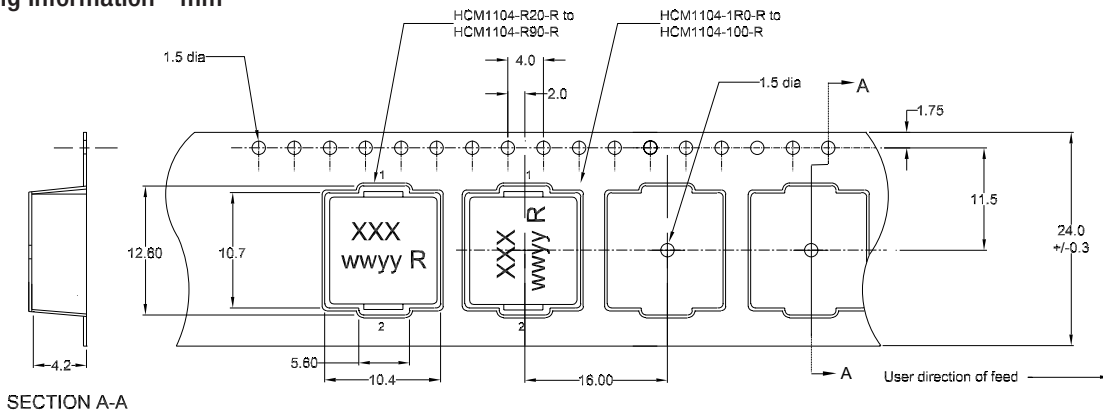 ng information - mm
HCM1104-R20-R to
HCM1104-R90-R
HCM1104-1R0-R to
HCM1104-100-R
1.5 dia
4.0
2.0
1.5 dia
A
1.75
1
1
11.5
24.0
+/-0.3
12.60
10.7
XXX
wwyy R
XXX
wwyy R
2
2
4.2
5.60
10.4
16.00
A
User direction of feed
SECTION A-A